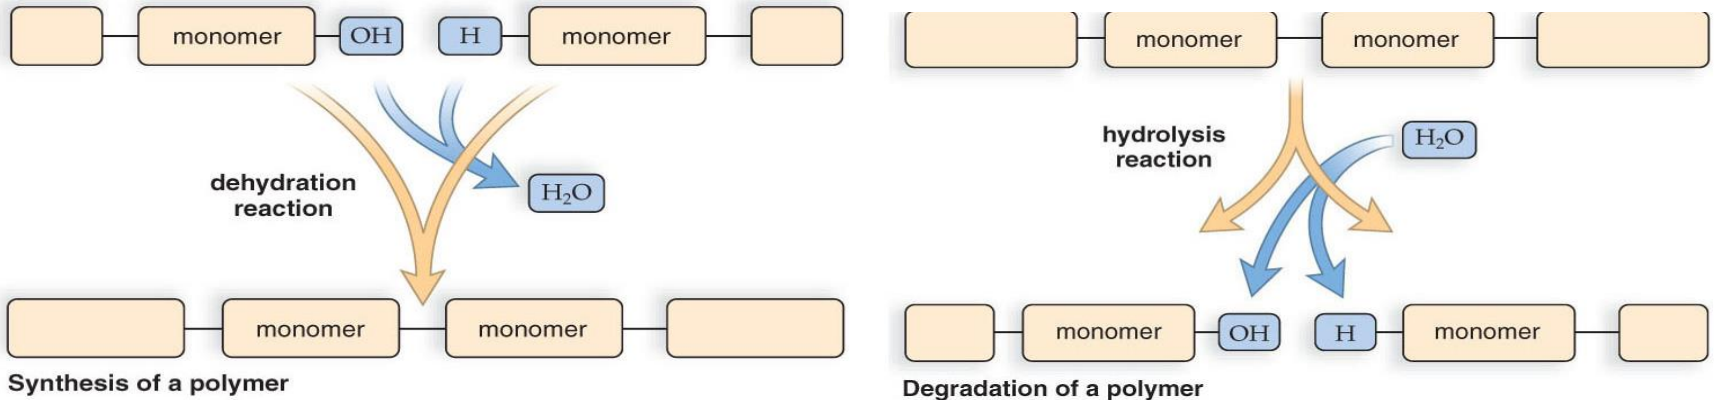 monomer OH H monomer
dehydration
reaction
H₂O
monomer monomer
Synthesis of a polymer
monomer monomer
hydrolysis
reaction
H₂O
monomer OH H monomer
Degradation of a polymer